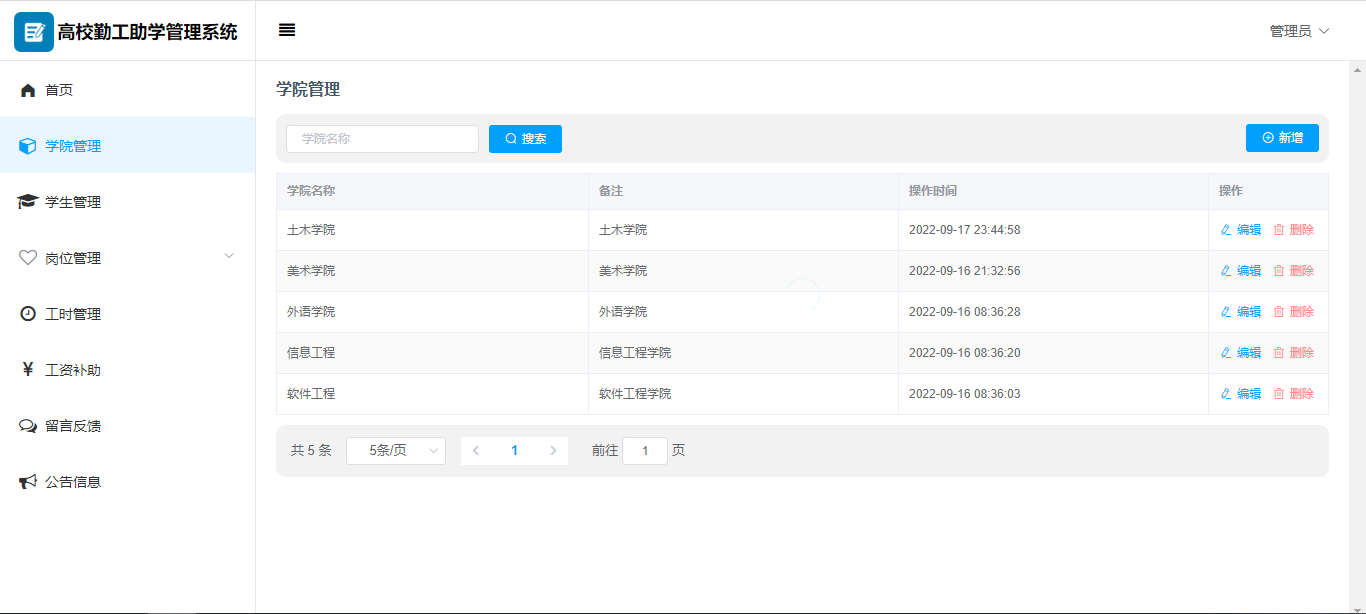 高校勤工助学管理系统
管理员
首页
学院管理
学生管理
岗位管理
工时管理
工资补助
留言反馈
公告信息
学院管理
学院名称 搜索 新增
学院名称 备注 操作时间 操作
土木学院 土木学院 2022-09-17 23:44:58 编辑 删除
美术学院 美术学院 2022-09-16 21:32:56 编辑 删除
外语学院 外语学院 2022-09-16 08:36:28 编辑 删除
信息工程 信息工程学院 2022-09-16 08:36:20 编辑 删除
软件工程 软件工程学院 2022-09-16 08:36:03 编辑 删除
共 5 条 5条/页 1 前往 1 页